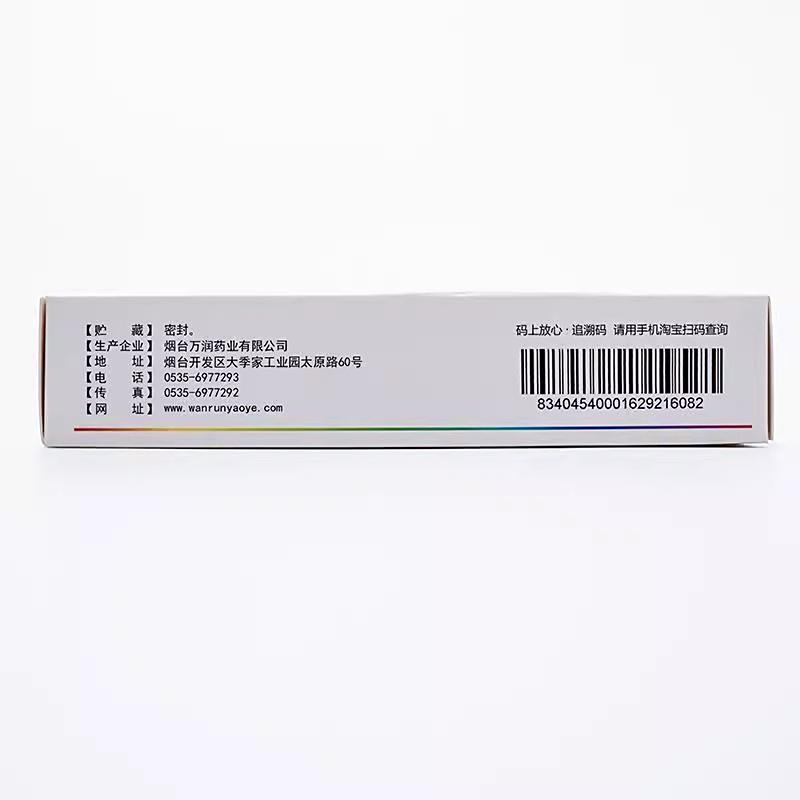 【贮　藏】密封。
【生产企业】烟台万润药业有限公司
【地　址】烟台开发区大季家工业园太原路60号
【电　话】0535-6977293
【传　真】0535-6977292
【网　址】www.wanrunyaoye.com
码上放心·追溯码 请用手机淘宝扫码查询
83404540001629216082